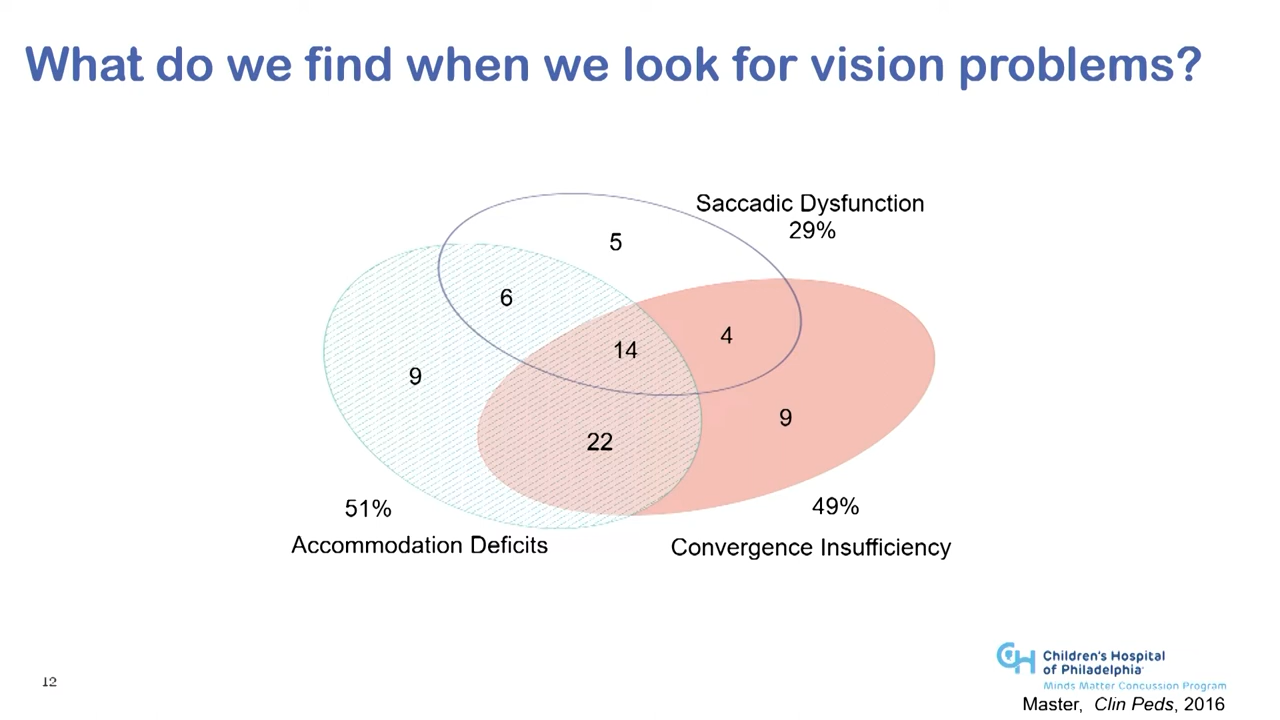 What do we find when we look for vision problems?
Saccadic Dysfunction
29%
5
6
14
4
9
9
22
51%
Accommodation Deficits
49%
Convergence Insufficiency
12
CH Children's Hospital
of Philadelphia
Minds Matter Concussion Program
Master, Clin Peds, 2016